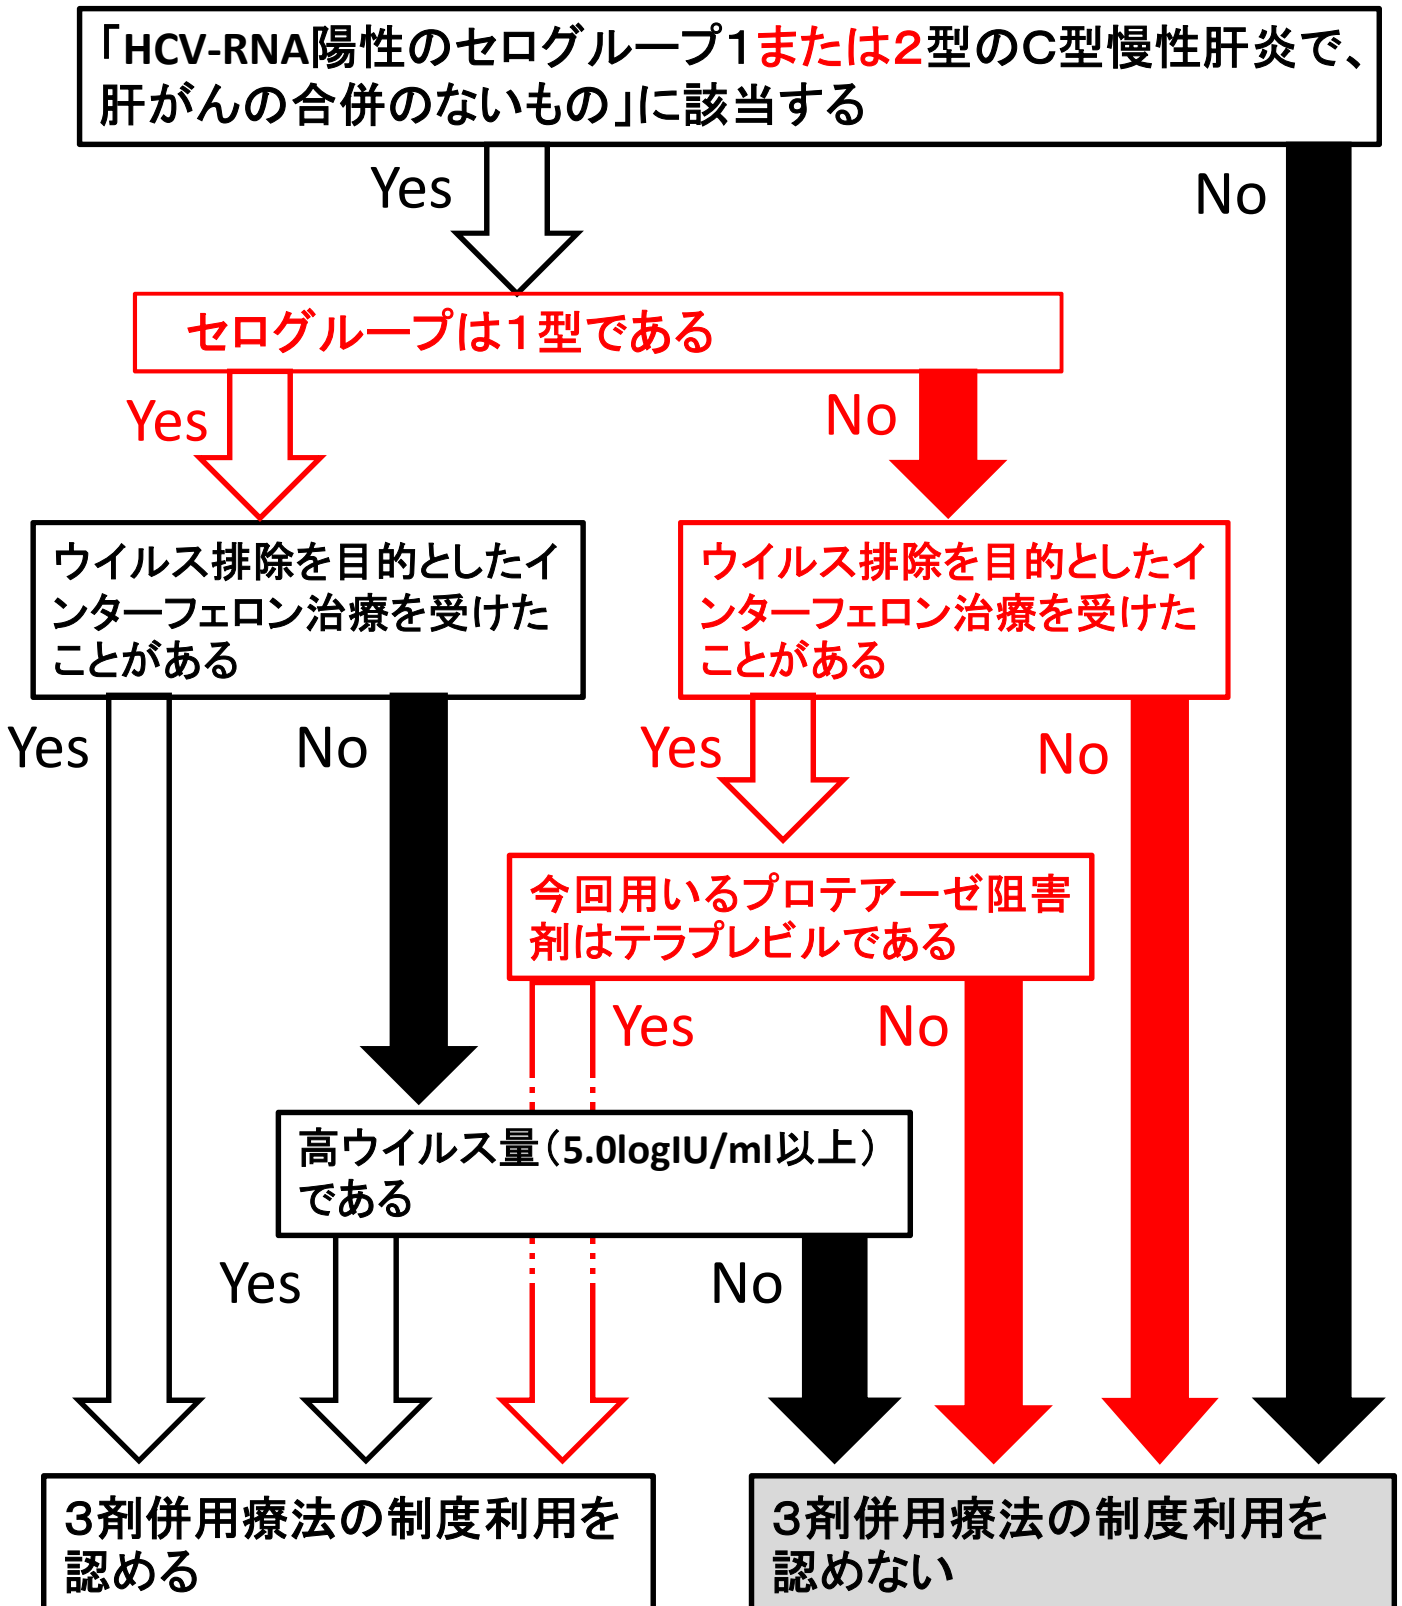 「HCV-RNA陽性のセログループ1または2型のC型慢性肝炎で、
肝がんの合併のないもの」に該当する
Yes
No
セログループは1型である
Yes
No
ウイルス排除を目的としたイ
ンターフェロン治療を受けた
ことがある
ウイルス排除を目的としたイ
ンターフェロン治療を受けた
ことがある
Yes
No
Yes
No
今回用いるプロテアーゼ阻害
剤はテラプレビルである
Yes
No
高ウイルス量(5.0logIU/ml以上)
である
Yes
No
3剤併用療法の制度利用を
認める
3剤併用療法の制度利用を
認めない